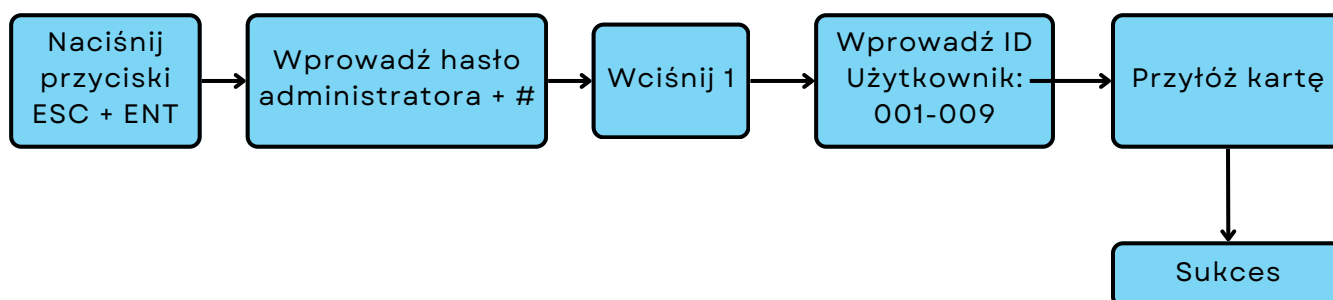 Naciśnij
przyciski
ESC + ENT
Wprowadź hasło
administratora + #
Wciśnij 1
Wprowadź ID
Użytkownik:
001-009
Przyłóż kartę
Sukces